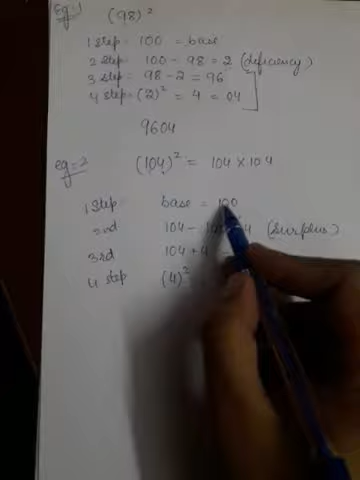 Eg:1 (98)²
1 step: 100 = base
2 step: 100 - 98 = 2 (deficiency)
3 step = 98 - 2 = 96
4 step = (2)² = 4 = 04
9604
eg=2 (104)² = 104 x 104
1 Step base = 100
2nd 104 - 4 (Surplus)
3rd 104 + 4
4 step (4)²